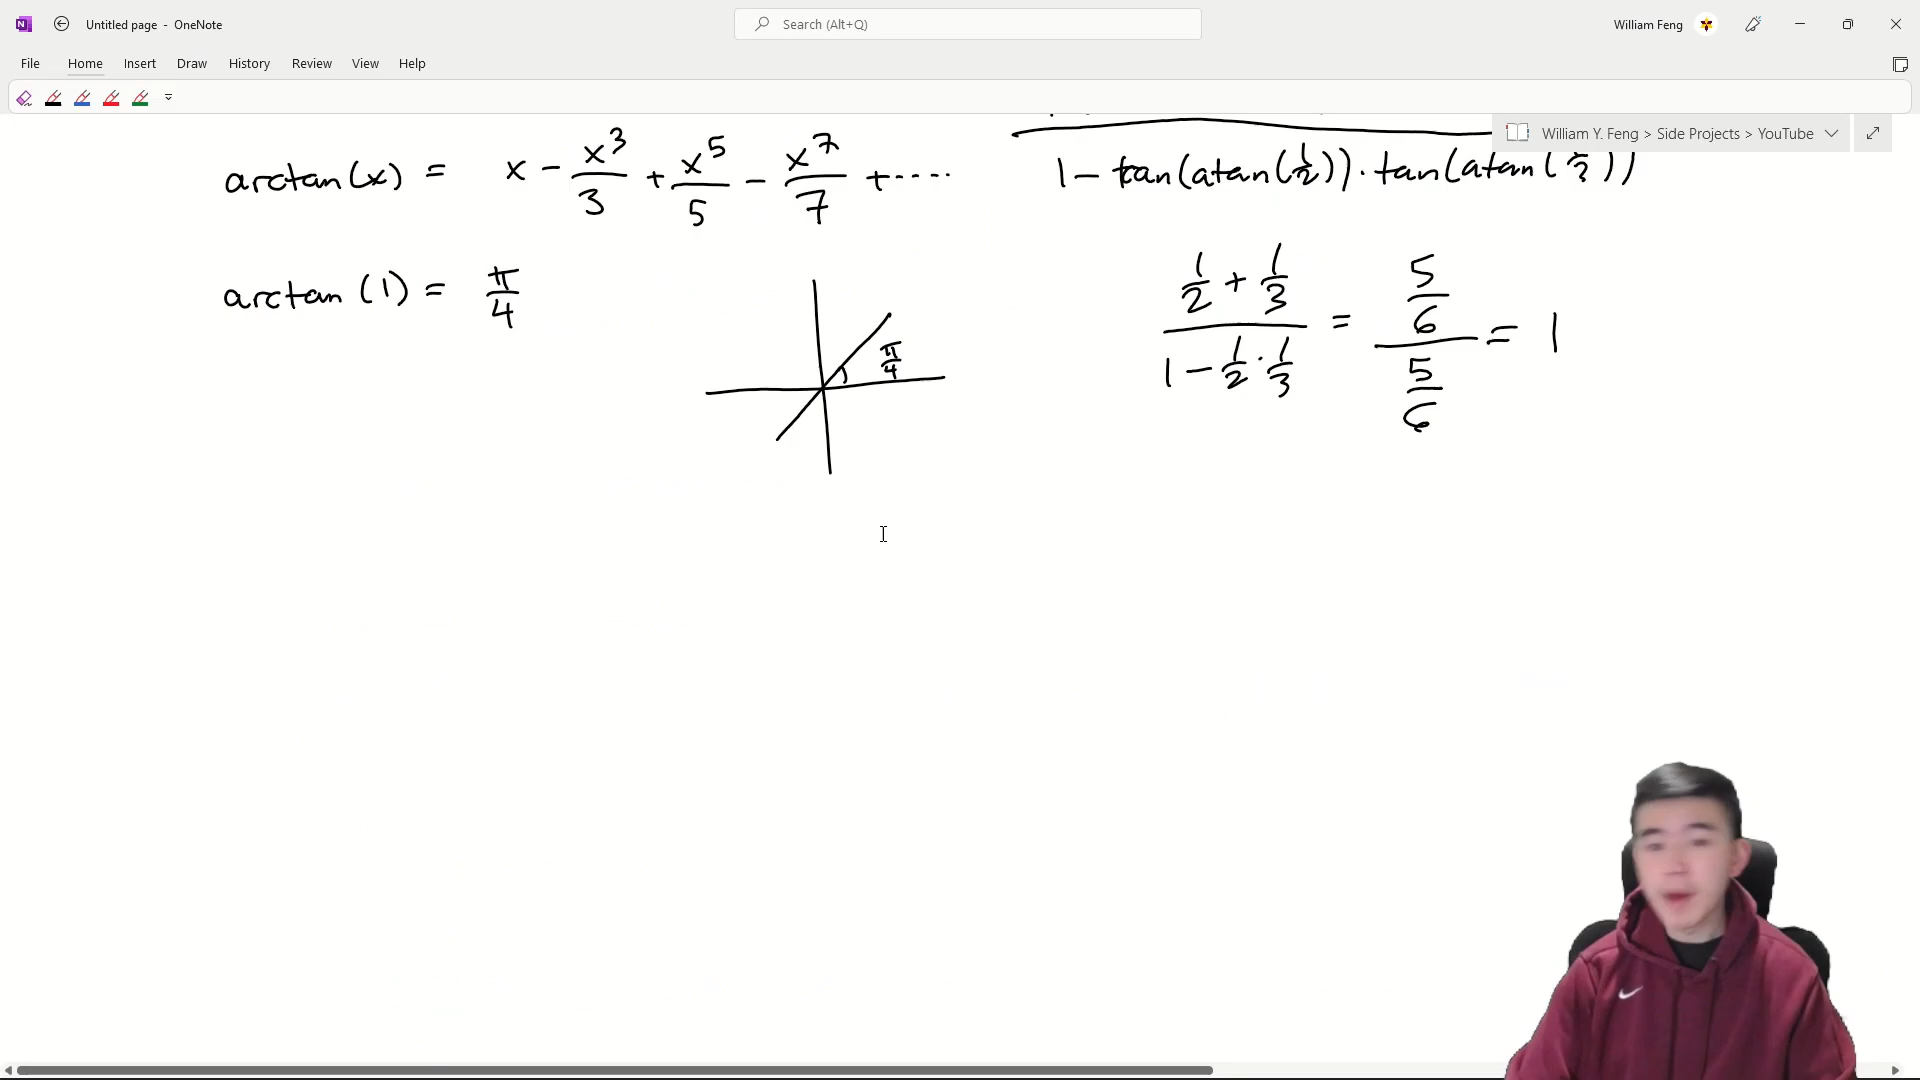 Untitled page - OneNote
Search (Alt+Q)
William Feng
File Home Insert Draw History Review View Help
William Y. Feng > Side Projects > YouTube
arctan(x) = x - x³/3 + x⁵/5 - x⁷/7 + ....
1 - tan(atan(1/2)) · tan(atan(
arctan (1) = π/4
π/4
(1/2 + 1/3)/(1 - 1/2 · 1/3) = (5/6)/(5/6) = 1